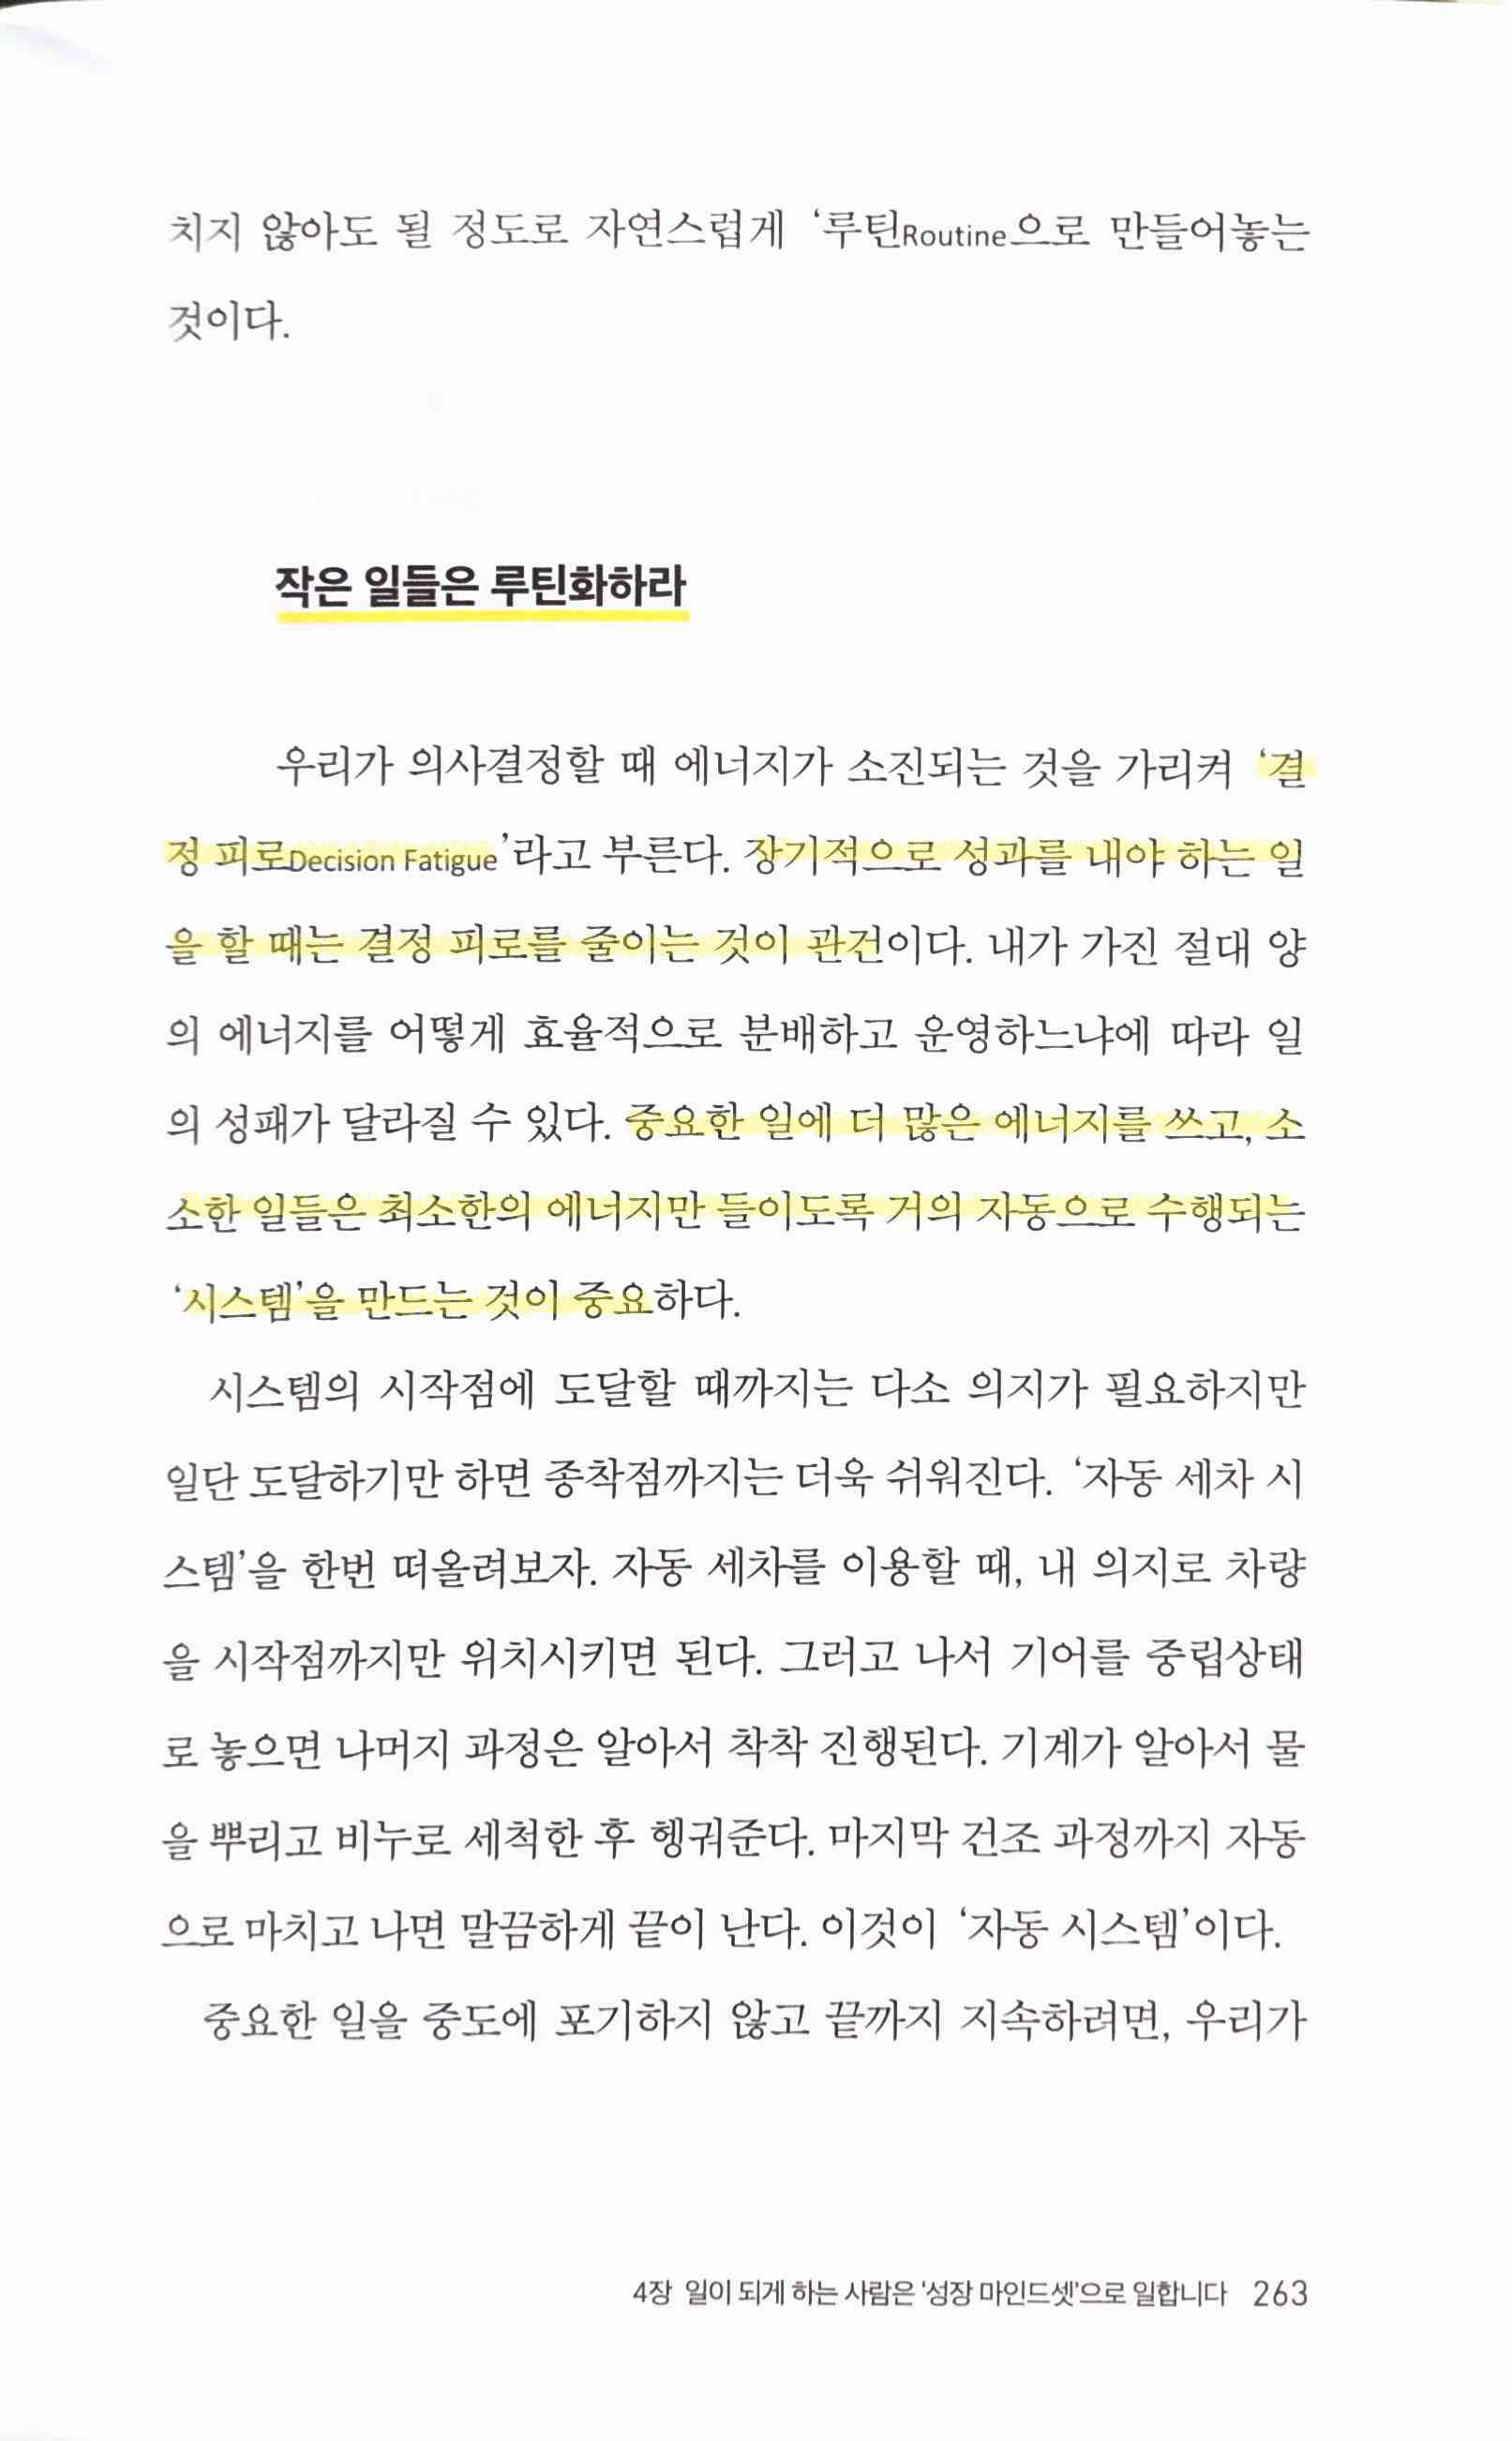 치지 않아도 될 정도로 자연스럽게 ‘루틴Routine으로 만들어놓는
것이다.
작은 일들은 루틴화하라
우리가 의사결정할 때 에너지가 소진되는 것을 가리켜 ‘결
정 피로Decision Fatigue’라고 부른다. 장기적으로 성과를 내야 하는 일
을 할 때는 결정 피로를 줄이는 것이 관건이다. 내가 가진 절대 양
의 에너지를 어떻게 효율적으로 분배하고 운영하느냐에 따라 일
의 성패가 달라질 수 있다. 중요한 일에 더 많은 에너지를 쓰고, 소
소한 일들은 최소한의 에너지만 들이도록 거의 자동으로 수행되는
‘시스템’을 만드는 것이 중요하다.
시스템의 시작점에 도달할 때까지는 다소 의지가 필요하지만
일단 도달하기만 하면 종착점까지는 더욱 쉬워진다. ‘자동 세차 시
스템’을 한번 떠올려보자. 자동 세차를 이용할 때, 내 의지로 차량
을 시작점까지만 위치시키면 된다. 그러고 나서 기어를 중립상태
로 놓으면 나머지 과정은 알아서 착착 진행된다. 기계가 알아서 물
을 뿌리고 비누로 세척한 후 헹궈준다. 마지막 건조 과정까지 자동
으로 마치고 나면 말끔하게 끝이 난다. 이것이 ‘자동 시스템’이다.
중요한 일을 중도에 포기하지 않고 끝까지 지속하려면, 우리가
4장 일이 되게 하는 사람은 '성장 마인드셋'으로 일합니다 263